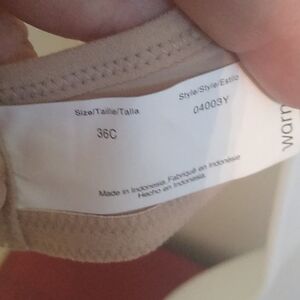 Size/Taille/Talla
36C
Style/Style/Estilo
04003Y
Made in Indonesia Fabriqué en Indonésie
Hecho en Indonesia.